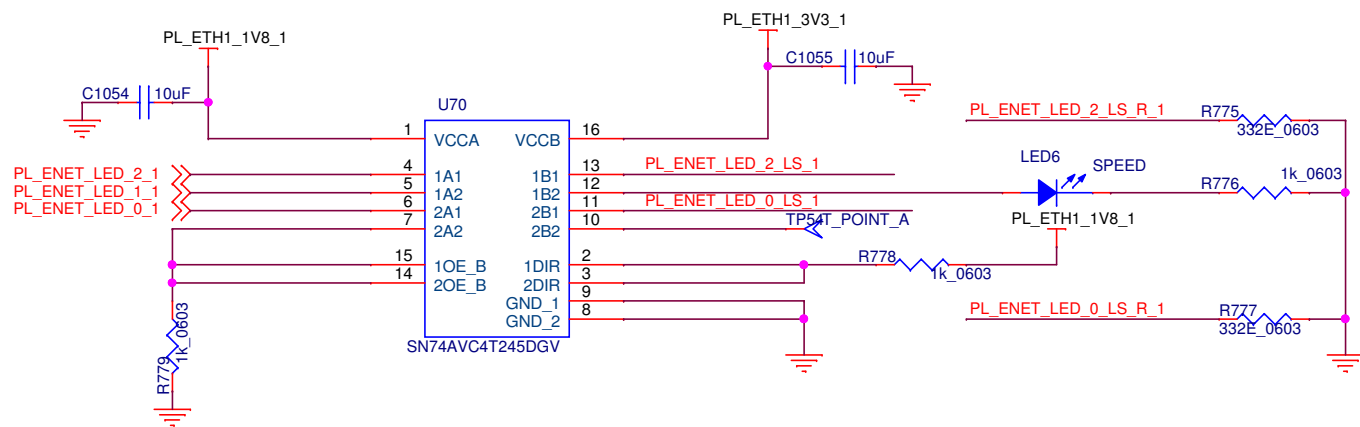 PL_ETH1_3V3_1
PL_ETH1_1V8_1
C1055 10uF
C1054 10uF
U70
PL_ENET_LED_2_LS_R_1
R775
332E_0603
1 VCCA VCCB 16
PL_ENET_LED_2_1 4 1A1 1B1 13 PL_ENET_LED_2_LS_1
LED6 SPEED
PL_ENET_LED_1_1 5 1A2 1B2 12
R776 1k_0603
PL_ENET_LED_0_1 6 2A1 2B1 11 PL_ENET_LED_0_LS_1
7 2A2 2B2 10 TP54 T_POINT_A
PL_ETH1_1V8_1
15 1OE_B 1DIR 2
R778 1k_0603
14 2OE_B 2DIR 3
GND_1 9
GND_2 8
PL_ENET_LED_0_LS_R_1
R777
332E_0603
SN74AVC4T245DGV
R779 1k_0603